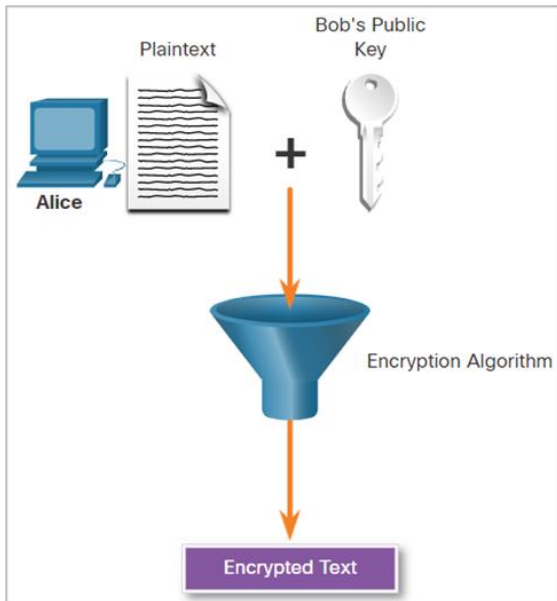 Plaintext
Bob's Public
Key
Alice
Encryption Algorithm
Encrypted Text